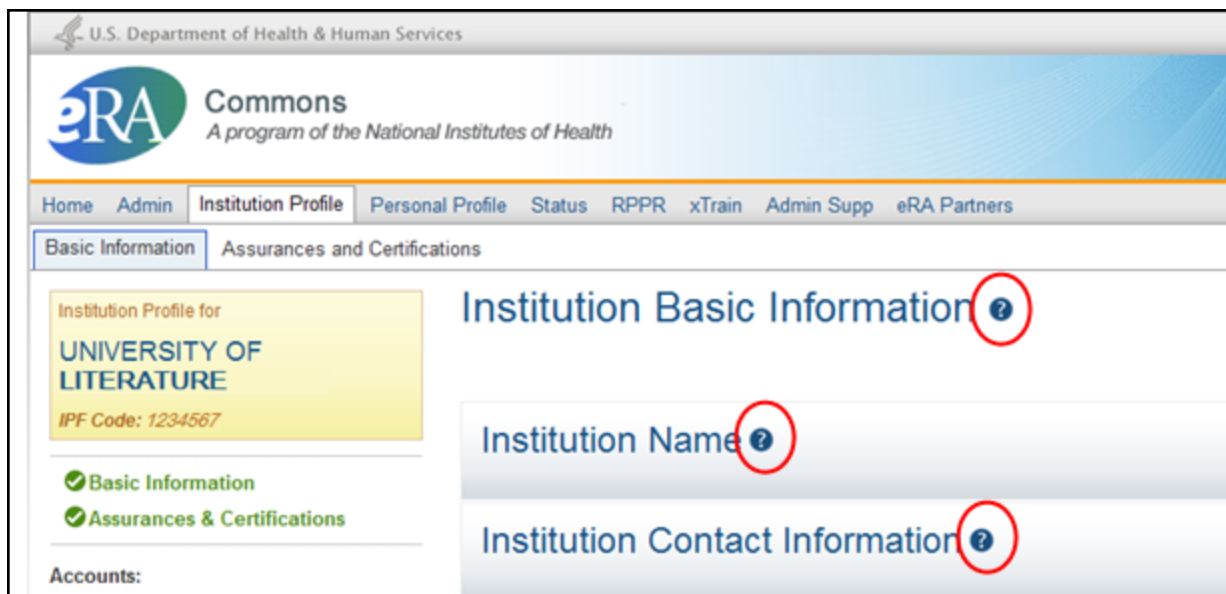 U.S. Department of Health & Human Services
eRA
Commons
A program of the National Institutes of Health
Home Admin Institution Profile Personal Profile Status RPPR xTrain Admin Supp eRA Partners
Basic Information Assurances and Certifications
Institution Profile for
UNIVERSITY OF
LITERATURE
IPF Code: 1234567
Basic Information
Assurances & Certifications
Accounts:
Institution Basic Information ?
Institution Name ?
Institution Contact Information ?